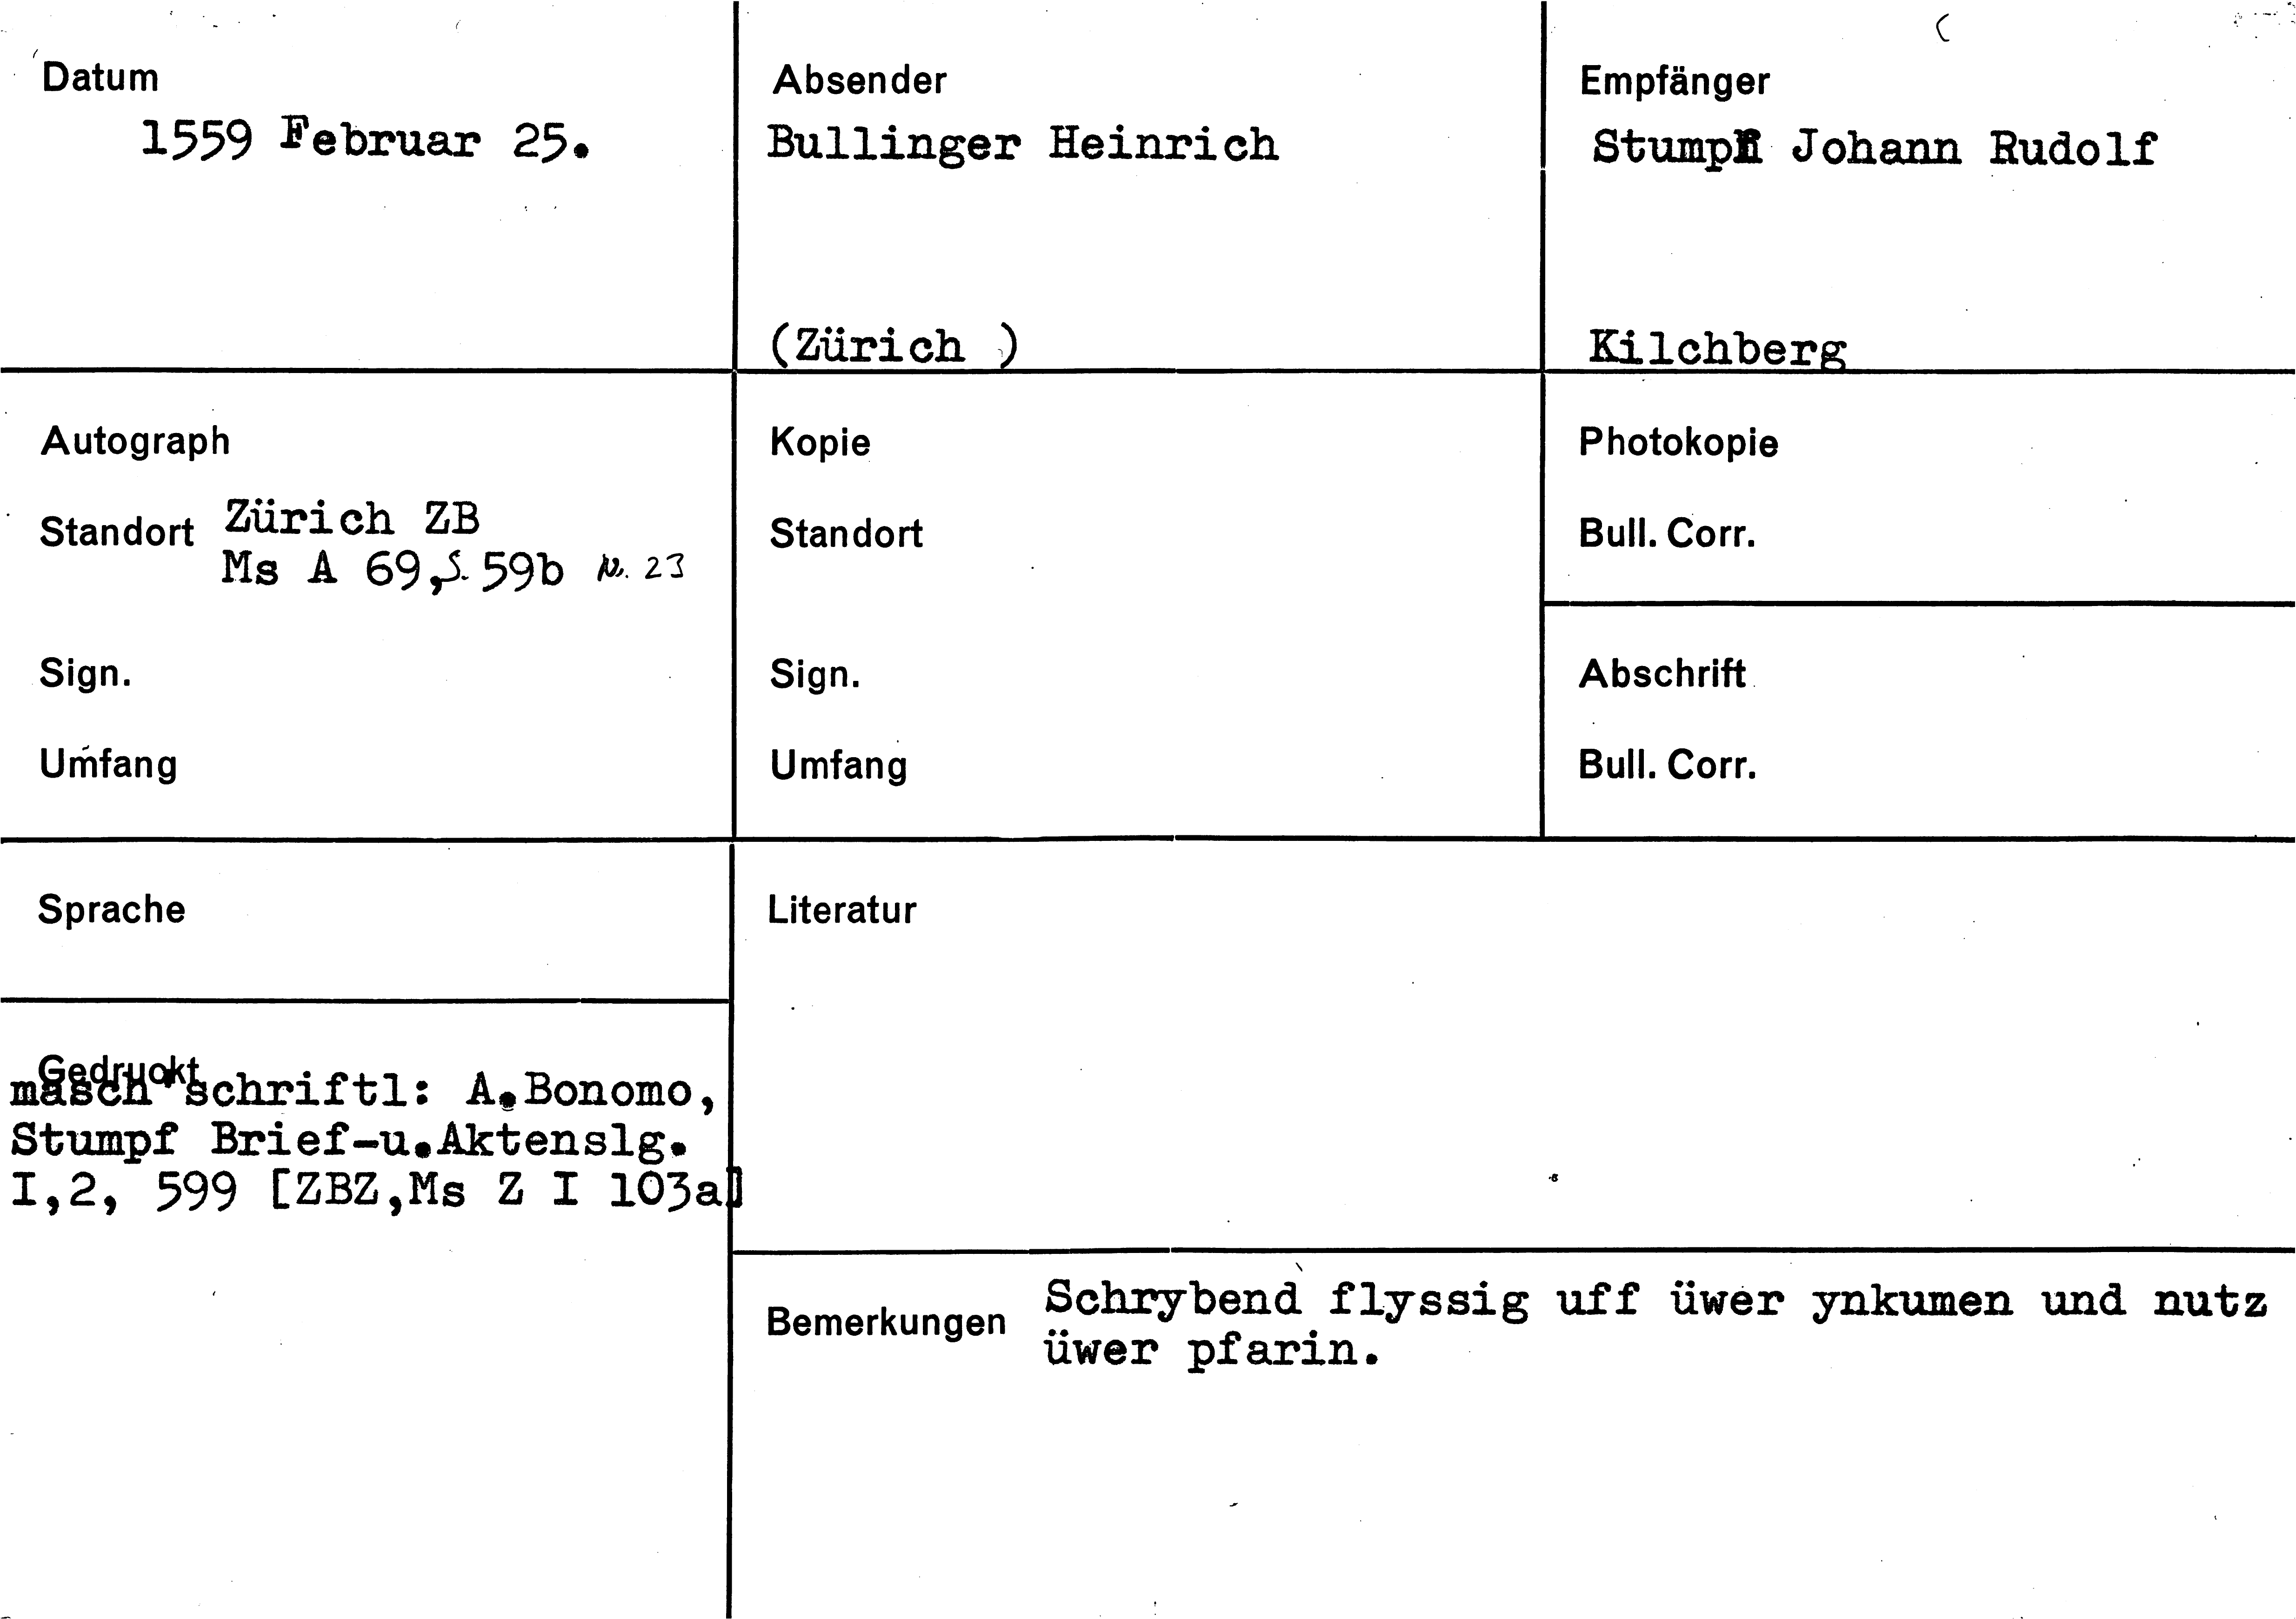 Datum
1559 Februar 25.
Absender
Bullinger Heinrich
(Zürich )
Empfänger
Stumpf Johann Rudolf
Kilchberg
Autograph
Standort Zürich ZB
Ms A 69,S. 59b N. 23
Sign.
Umfang
Kopie
Standort
Sign.
Umfang
Photokopie
Bull. Corr.
Abschrift
Bull. Corr.
Sprache
Literatur
Gedruckt
masch'schriftl: A.Bonomo,
Stumpf Brief-u.Aktenslg.
I,2, 599 [ZBZ,Ms Z I 103a]
Bemerkungen Schrybend flyssig uff üwer ynkumen und nutz
üwer pfarin.